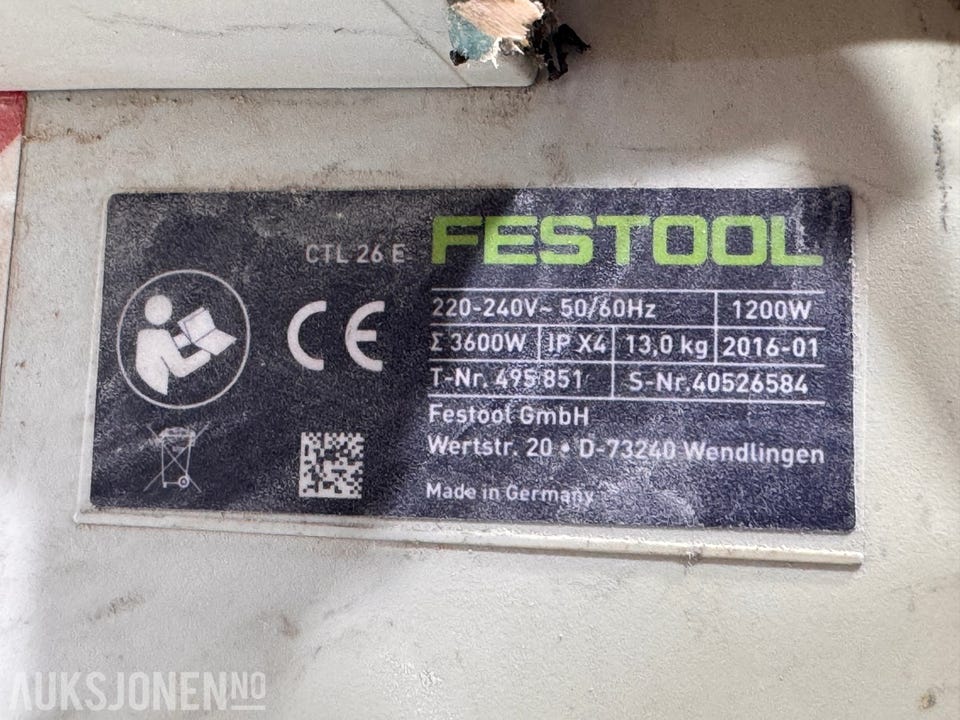 CTL 26 E FESTOOL
220-240V~ 50/60Hz 1200W
Σ 3600W IP X4 13,0 kg 2016-01
T-Nr. 495 851 S-Nr. 40526584
CE
Festool GmbH
Wertstr. 20 • D-73240 Wendlingen
Made in Germany
AUKSJONEN.NO